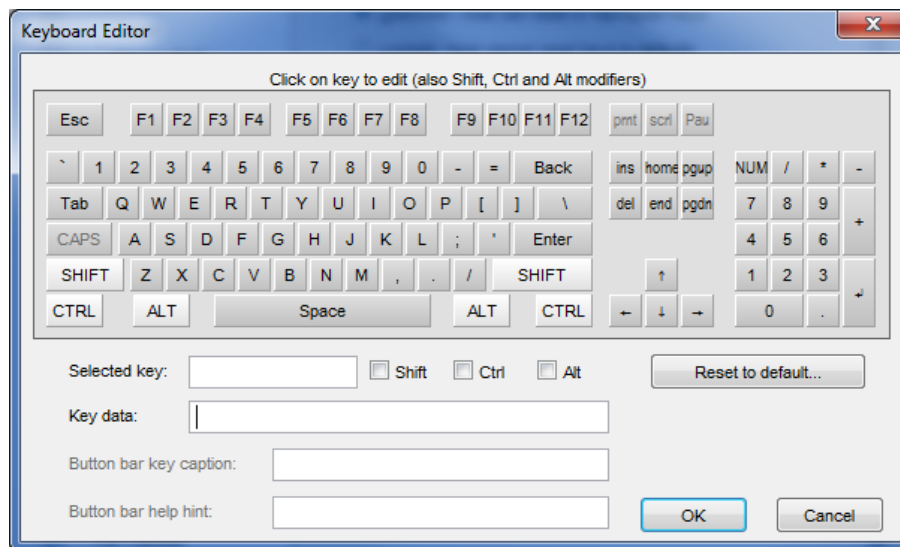 Keyboard Editor
X
Click on key to edit (also Shift, Ctrl and Alt modifiers)
Esc F1 F2 F3 F4 F5 F6 F7 F8 F9 F10 F11 F12 prnt scrl Pau
` 1 2 3 4 5 6 7 8 9 0 - = Back ins home pgup NUM / * -
Tab Q W E R T Y U I O P [ ] \ del end pgdn 7 8 9 +
CAPS A S D F G H J K L ; ' Enter 4 5 6
SHIFT Z X C V B N M , . / SHIFT ↑ 1 2 3 ↵
CTRL ALT Space ALT CTRL ← ↓ → 0 .
Selected key: Shift Ctrl Alt Reset to default...
Key data:
Button bar key caption:
Button bar help hint: OK Cancel